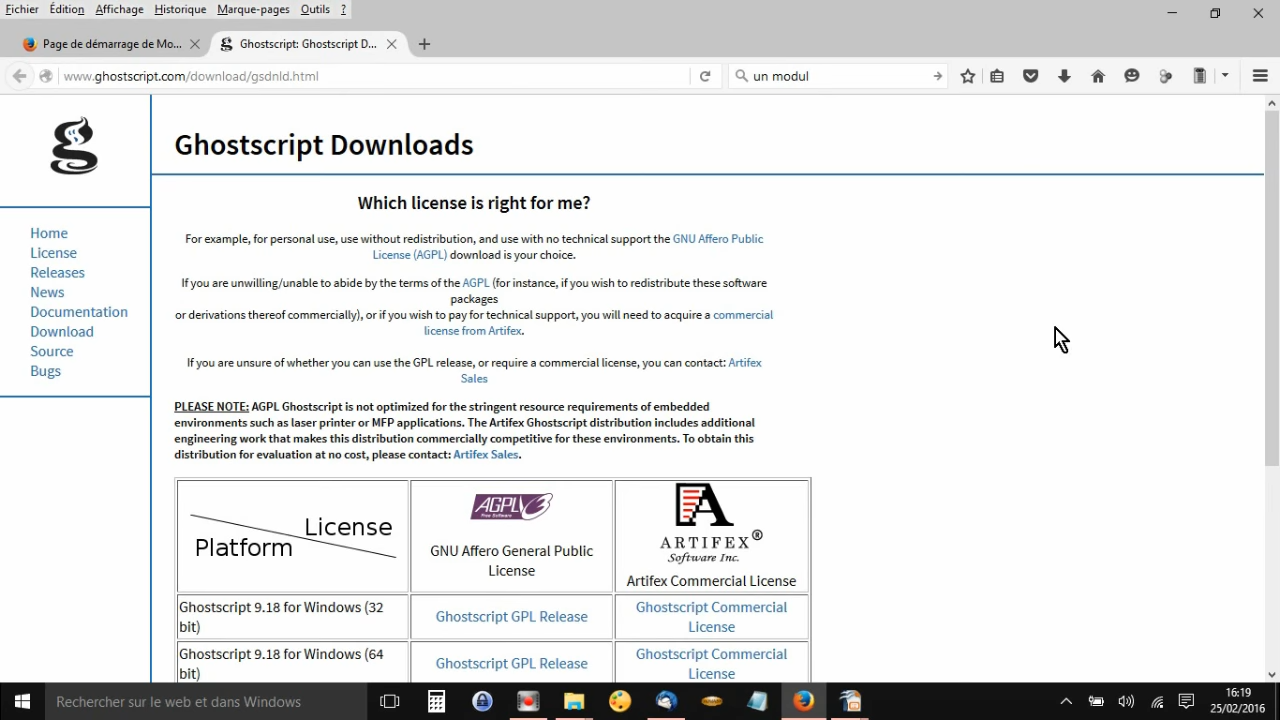 Fichier Édition Affichage Historique Marque-pages Outils ?
Page de démarrage de Mo...
Ghostscript: Ghostscript D...
www.ghostscript.com/download/gsdnld.html
un modul
Ghostscript Downloads
Home
License
Releases
News
Documentation
Download
Source
Bugs
Which license is right for me?
For example, for personal use, use without redistribution, and use with no technical support the GNU Affero Public
License (AGPL) download is your choice.
If you are unwilling/unable to abide by the terms of the AGPL (for instance, if you wish to redistribute these software
packages
or derivations thereof commercially), or if you wish to pay for technical support, you will need to acquire a commercial
license from Artifex.
If you are unsure of whether you can use the GPL release, or require a commercial license, you can contact: Artifex
Sales
PLEASE NOTE: AGPL Ghostscript is not optimized for the stringent resource requirements of embedded
environments such as laser printer or MFP applications. The Artifex Ghostscript distribution includes additional
engineering work that makes this distribution commercially competitive for these environments. To obtain this
distribution for evaluation at no cost, please contact: Artifex Sales.
License
Platform
AGPL v3
Free Software
GNU Affero General Public
License
ARTIFEX®
Software Inc.
Artifex Commercial License
Ghostscript 9.18 for Windows (32
bit)
Ghostscript GPL Release
Ghostscript Commercial
License
Ghostscript 9.18 for Windows (64
bit)
Ghostscript GPL Release
Ghostscript Commercial
License
Rechercher sur le web et dans Windows
16:19
25/02/2016